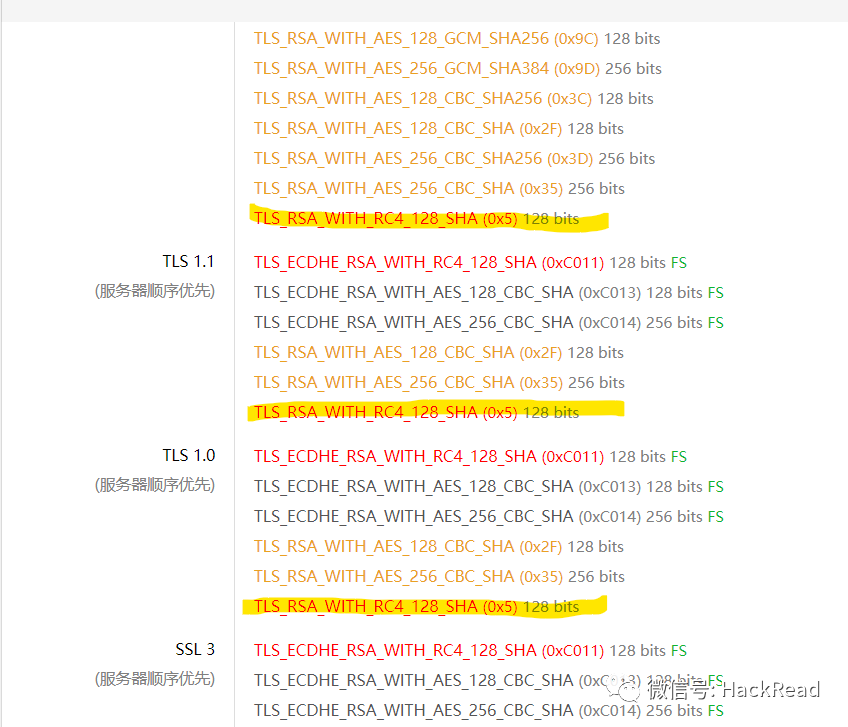 TLS_RSA_WITH_AES_128_GCM_SHA256 (0x9C) 128 bits
TLS_RSA_WITH_AES_256_GCM_SHA384 (0x9D) 256 bits
TLS_RSA_WITH_AES_128_CBC_SHA256 (0x3C) 128 bits
TLS_RSA_WITH_AES_128_CBC_SHA (0x2F) 128 bits
TLS_RSA_WITH_AES_256_CBC_SHA256 (0x3D) 256 bits
TLS_RSA_WITH_AES_256_CBC_SHA (0x35) 256 bits
TLS_RSA_WITH_RC4_128_SHA (0x5) 128 bits
TLS 1.1 TLS_ECDHE_RSA_WITH_RC4_128_SHA (0xC011) 128 bits FS
(服务器顺序优先) TLS_ECDHE_RSA_WITH_AES_128_CBC_SHA (0xC013) 128 bits FS
TLS_ECDHE_RSA_WITH_AES_256_CBC_SHA (0xC014) 256 bits FS
TLS_RSA_WITH_AES_128_CBC_SHA (0x2F) 128 bits
TLS_RSA_WITH_AES_256_CBC_SHA (0x35) 256 bits
TLS_RSA_WITH_RC4_128_SHA (0x5) 128 bits
TLS 1.0 TLS_ECDHE_RSA_WITH_RC4_128_SHA (0xC011) 128 bits FS
(服务器顺序优先) TLS_ECDHE_RSA_WITH_AES_128_CBC_SHA (0xC013) 128 bits FS
TLS_ECDHE_RSA_WITH_AES_256_CBC_SHA (0xC014) 256 bits FS
TLS_RSA_WITH_AES_128_CBC_SHA (0x2F) 128 bits
TLS_RSA_WITH_AES_256_CBC_SHA (0x35) 256 bits
TLS_RSA_WITH_RC4_128_SHA (0x5) 128 bits
SSL 3 TLS_ECDHE_RSA_WITH_RC4_128_SHA (0xC011) 128 bits FS
(服务器顺序优先) TLS_ECDHE_RSA_WITH_AES_128_CBC_SHA (0xC013) 128 bits FS
微信号: HackRead
TLS_ECDHE_RSA_WITH_AES_256_CBC_SHA (0xC014) 256 bits FS